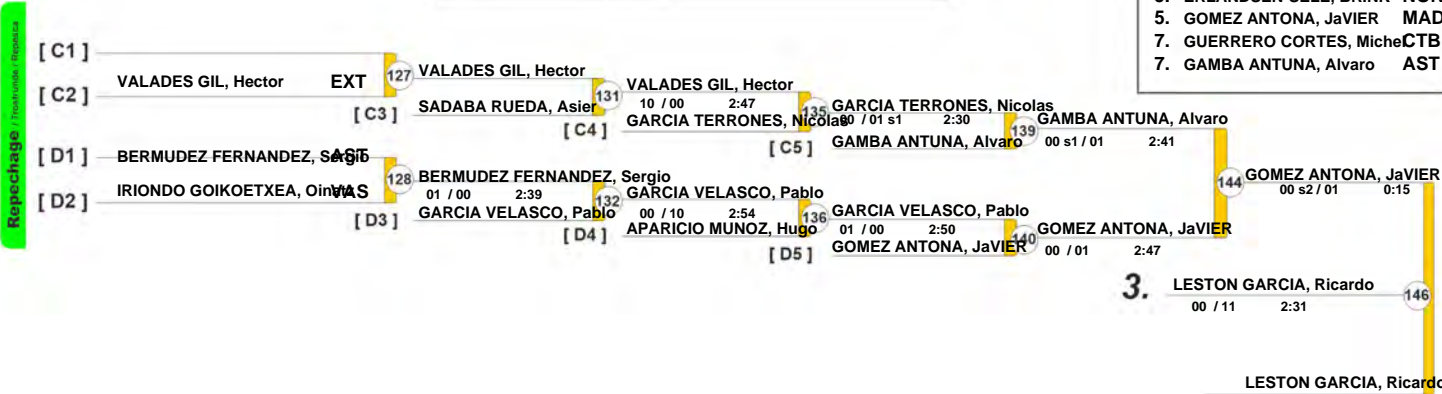 5. GOMEZ ANTONA, JaVIER MAD
7. GUERRERO CORTES, Michel CTB
7. GAMBA ANTUNA, Alvaro AST
Repechage / Trostrunde / Repesca
[ C1 ]
VALADES GIL, Hector EXT
[ C2 ]
127
VALADES GIL, Hector
[ C3 ]
SADABA RUEDA, Asier
131
VALADES GIL, Hector
10 / 00 2:47
[ C4 ]
GARCIA TERRONES, Nicolas
135
GARCIA TERRONES, Nicolas
00 / 01 s1 2:30
[ C5 ]
GAMBA ANTUNA, Alvaro
139
GAMBA ANTUNA, Alvaro
00 s1 / 01 2:41
[ D1 ]
BERMUDEZ FERNANDEZ, Sergio AST
[ D2 ]
IRIONDO GOIKOETXEA, VAS
128
BERMUDEZ FERNANDEZ, Sergio
01 / 00 2:39
[ D3 ]
GARCIA VELASCO, Pablo
132
GARCIA VELASCO, Pablo
00 / 10 2:54
[ D4 ]
APARICIO MUNOZ, Hugo
136
GARCIA VELASCO, Pablo
01 / 00 2:50
[ D5 ]
GOMEZ ANTONA, JaVIER
140
GOMEZ ANTONA, JaVIER
00 / 01 2:47
144
GOMEZ ANTONA, JaVIER
00 s2 / 01 0:15
3.
LESTON GARCIA, Ricardo
00 / 11 2:31
146
LESTON GARCIA, Ricardo